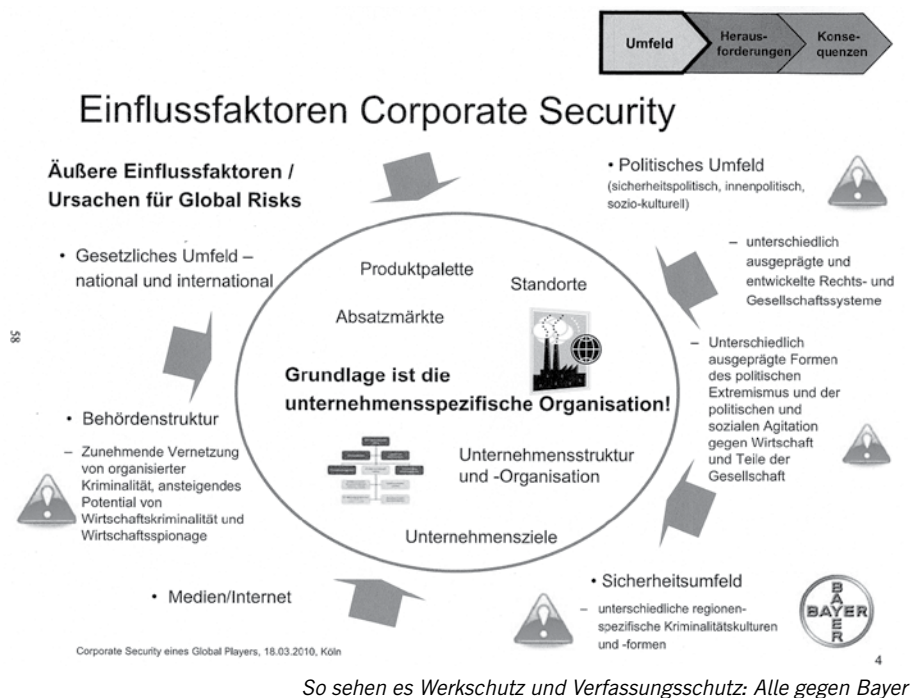 Umfeld
Heraus-
forderungen
Konse-
quenzen
Einflussfaktoren Corporate Security
Äußere Einflussfaktoren /
Ursachen für Global Risks
• Gesetzliches Umfeld –
national und international
• Behördenstruktur
– Zunehmende Vernetzung
von organisierter
Kriminalität, ansteigendes
Potential von
Wirtschaftskriminalität und
Wirtschaftsspionage
• Medien/Internet
Produktpalette
Standorte
Absatzmärkte
Grundlage ist die
unternehmensspezifische Organisation!
Unternehmensstruktur
und -Organisation
Unternehmensziele
• Politisches Umfeld
(sicherheitspolitisch, innenpolitisch,
sozio-kulturell)
– unterschiedlich
ausgeprägte und
entwickelte Rechts- und
Gesellschaftssysteme
– Unterschiedlich
ausgeprägte Formen
des politischen
Extremismus und der
politischen und
sozialen Agitation
gegen Wirtschaft
und Teile der
Gesellschaft
• Sicherheitsumfeld
– unterschiedliche regionen-
spezifische Kriminalitätskulturen
und -formen
BAYER
BAYER
58
Corporate Security eines Global Players, 18.03.2010, Köln
4
So sehen es Werkschutz und Verfassungsschutz: Alle gegen Bayer